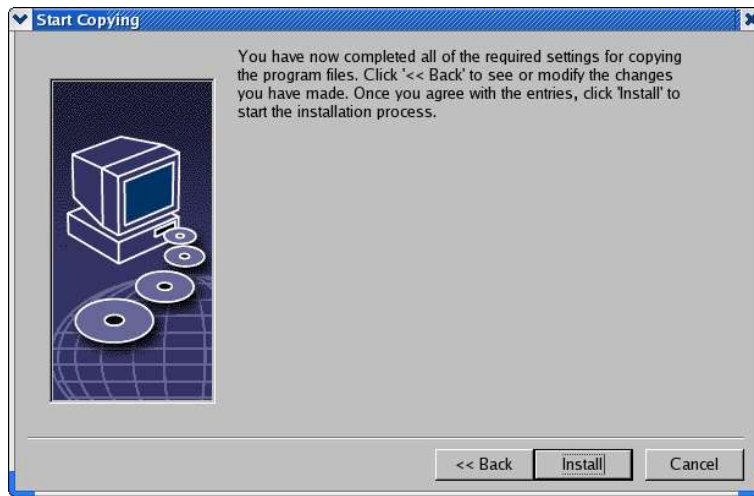 Start Copying
You have now completed all of the required settings for copying
the program files. Click '<< Back' to see or modify the changes
you have made. Once you agree with the entries, click 'Install' to
start the installation process.
<< Back Install Cancel